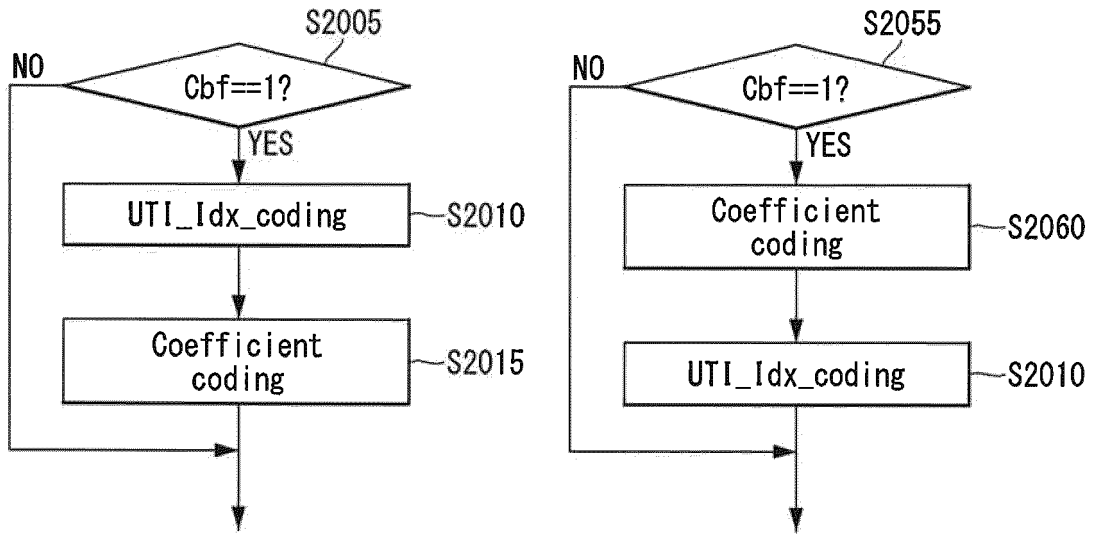 S2005
NO
Cbf==1?
YES
UTI_Idx_coding
S2010
Coefficient
coding
S2015
S2055
NO
Cbf==1?
YES
Coefficient
coding
S2060
UTI_Idx_coding
S2010